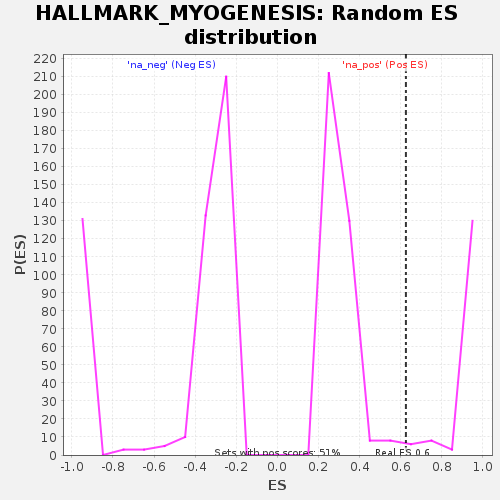 HALLMARK_MYOGENESIS: Random ES
distribution
'na_neg' (Neg ES)
'na_pos' (Pos ES)
220
210
200
190
180
170
160
150
140
130
120
110
100
90
80
70
60
50
40
30
20
10
0
P(ES)
Sets with pos scores: 51%
Real ES 0.6
-1.0 -0.8 -0.6 -0.4 -0.2 0.0 0.2 0.4 0.6 0.8 1.0
ES